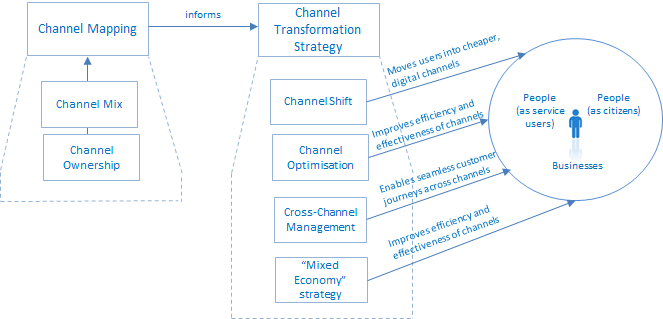 Channel Mapping
informs
Channel
Transformation
Strategy
Channel Mix
Channel
Ownership
Channel Shift
Moves users into cheaper,
digital channels
Channel
Optimisation
Improves efficiency and
effectiveness of channels
Cross-Channel
Management
Enables seamless customer
journeys across channels
“Mixed
Economy”
strategy
Improves efficiency and
effectiveness of channels
People
(as service
users)
People
(as citizens)
Businesses